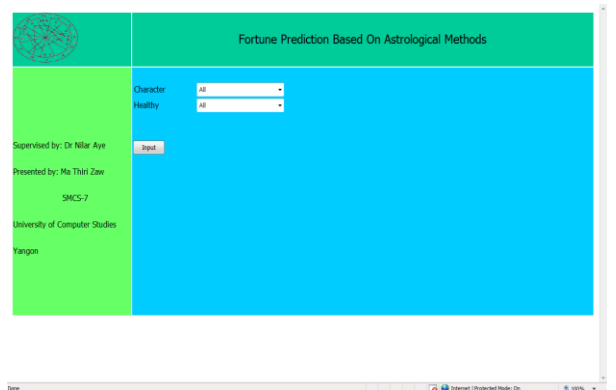 Fortune Prediction Based On Astrological Methods
Character All
Healthy All
Input
Supervised by: Dr Nilar Aye
Presented by: Ma Thiri Zaw
5MCS-7
University of Computer Studies
Yangon
Done Internet | Protected Mode: On 100%